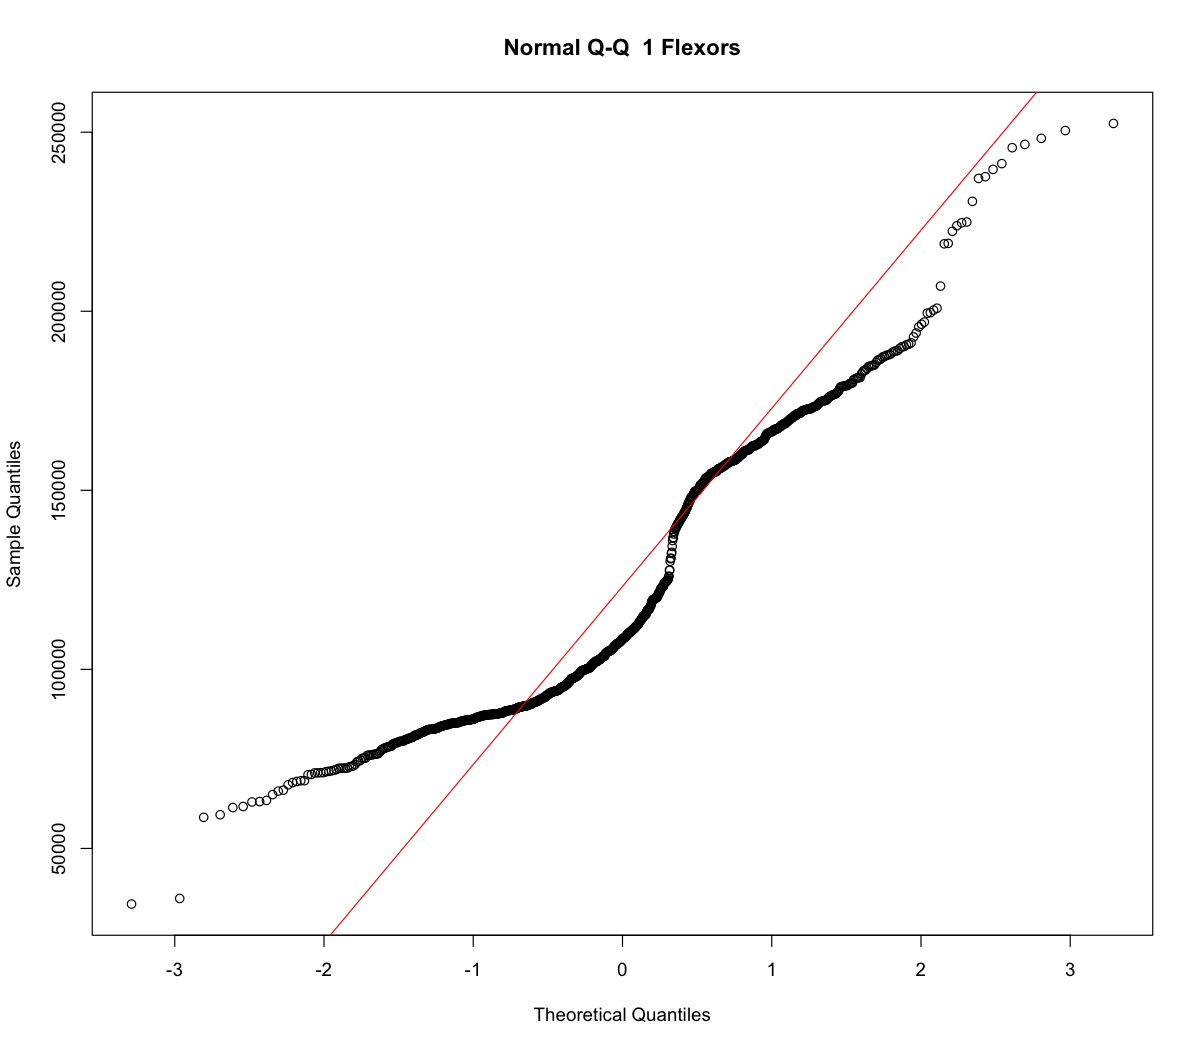 Normal Q-Q  1 Flexors
Sample Quantiles
250000
200000
150000
100000
50000
-3 -2 -1 0 1 2 3
Theoretical Quantiles